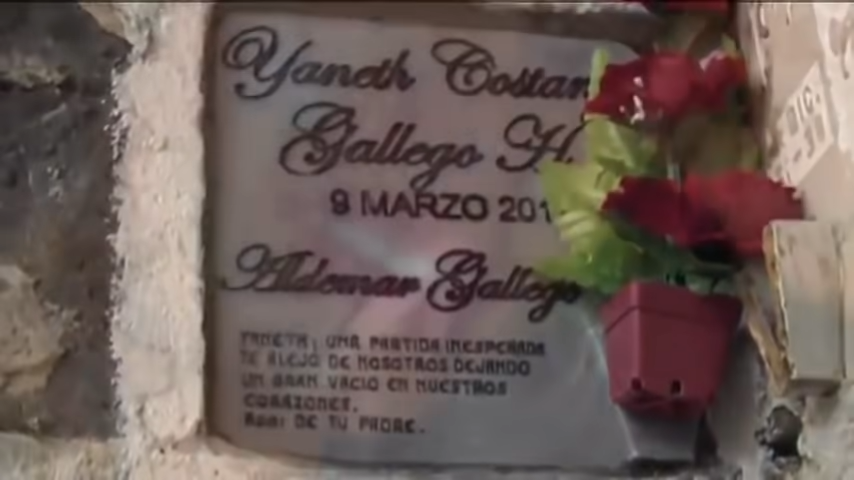 Yaneth Costan
Gallego H.
9 MARZO 201
Aldemar Gallego
YANETH; UNA PARTIDA INESPERADA
TE ALEJO DE NOSOTROS DEJANDO
UN GRAN VACIO EN NUESTROS
CORAZONES.
DE TU PADRE.